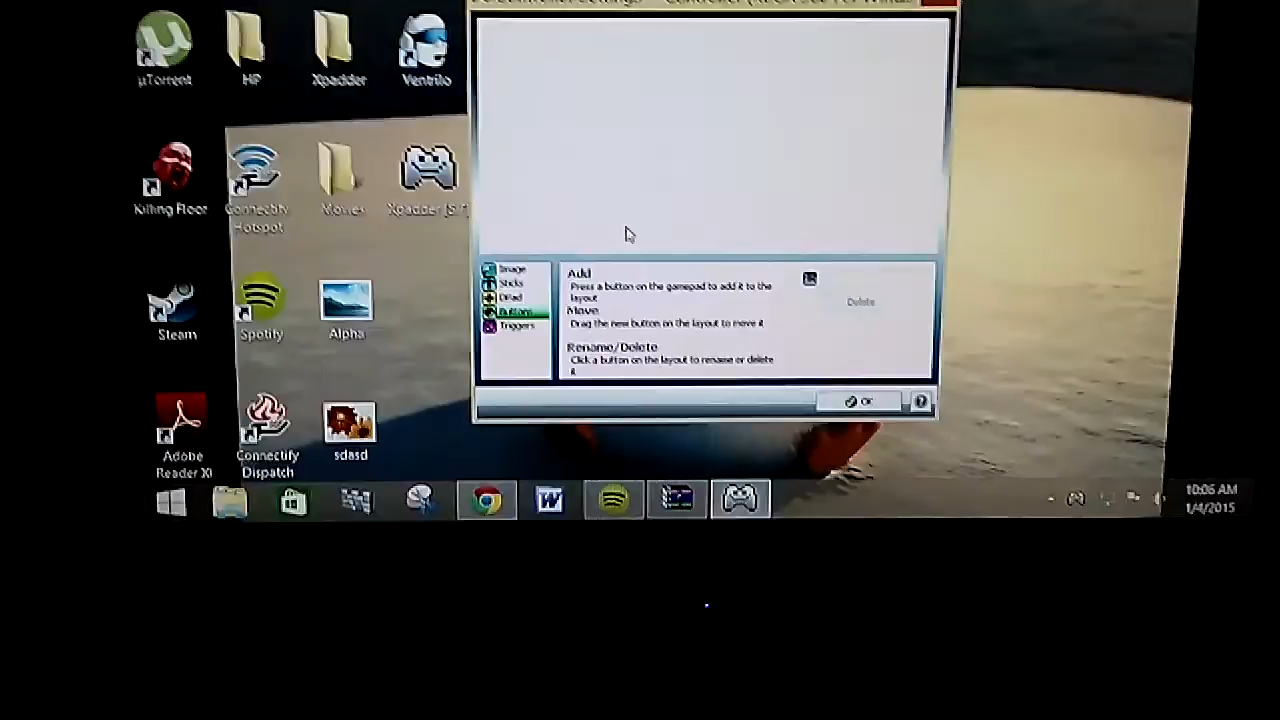 µTorrent
HP
Xpadder
Ventrilo
Killing Floor
Connectify
Hotspot
Movies
Xpadder [5.7]
Steam
Spotify
Alpha
Adobe
Reader XI
Connectify
Dispatch
sdasd
Image
Sticks
DPad
Buttons
Triggers
Add
Press a button on the gamepad to add it to the
layout
Move
Drag the new button on the layout to move it
Rename/Delete
Click a button on the layout to rename or delete
it
Delete
OK
10:06 AM
1/4/2015